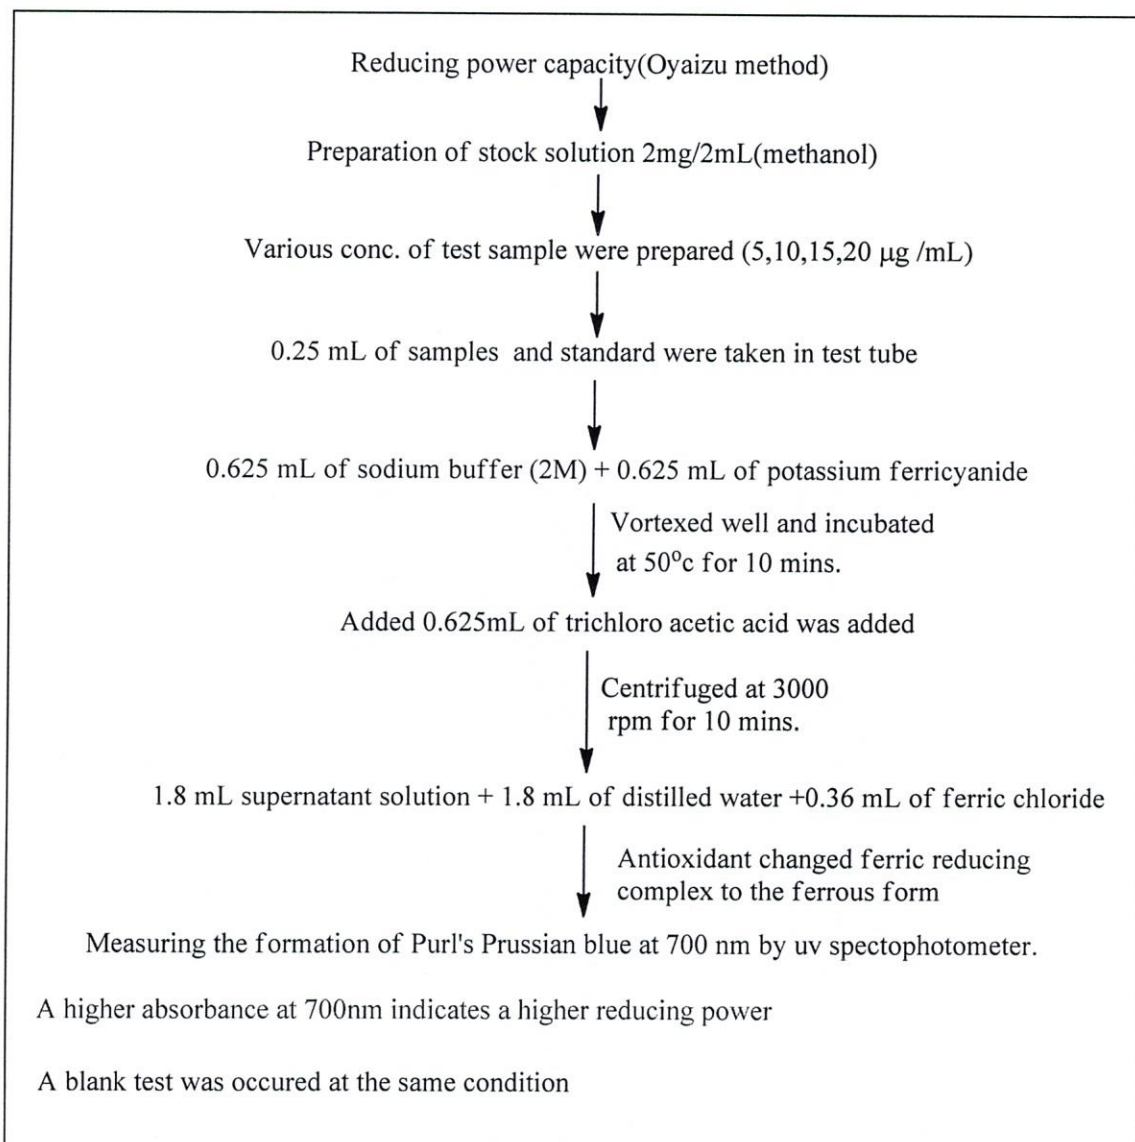 Reducing power capacity(Oyaizu method)
Preparation of stock solution 2mg/2mL(methanol)
Various conc. of test sample were prepared (5,10,15,20 µg /mL)
0.25 mL of samples and standard were taken in test tube
0.625 mL of sodium buffer (2M) + 0.625 mL of potassium ferricyanide
Vortexed well and incubated
at 50ºc for 10 mins.
Added 0.625mL of trichloro acetic acid was added
Centrifuged at 3000
rpm for 10 mins.
1.8 mL supernatant solution + 1.8 mL of distilled water +0.36 mL of ferric chloride
Antioxidant changed ferric reducing
complex to the ferrous form
Measuring the formation of Purl's Prussian blue at 700 nm by uv spectophotometer.
A higher absorbance at 700nm indicates a higher reducing power
A blank test was occured at the same condition